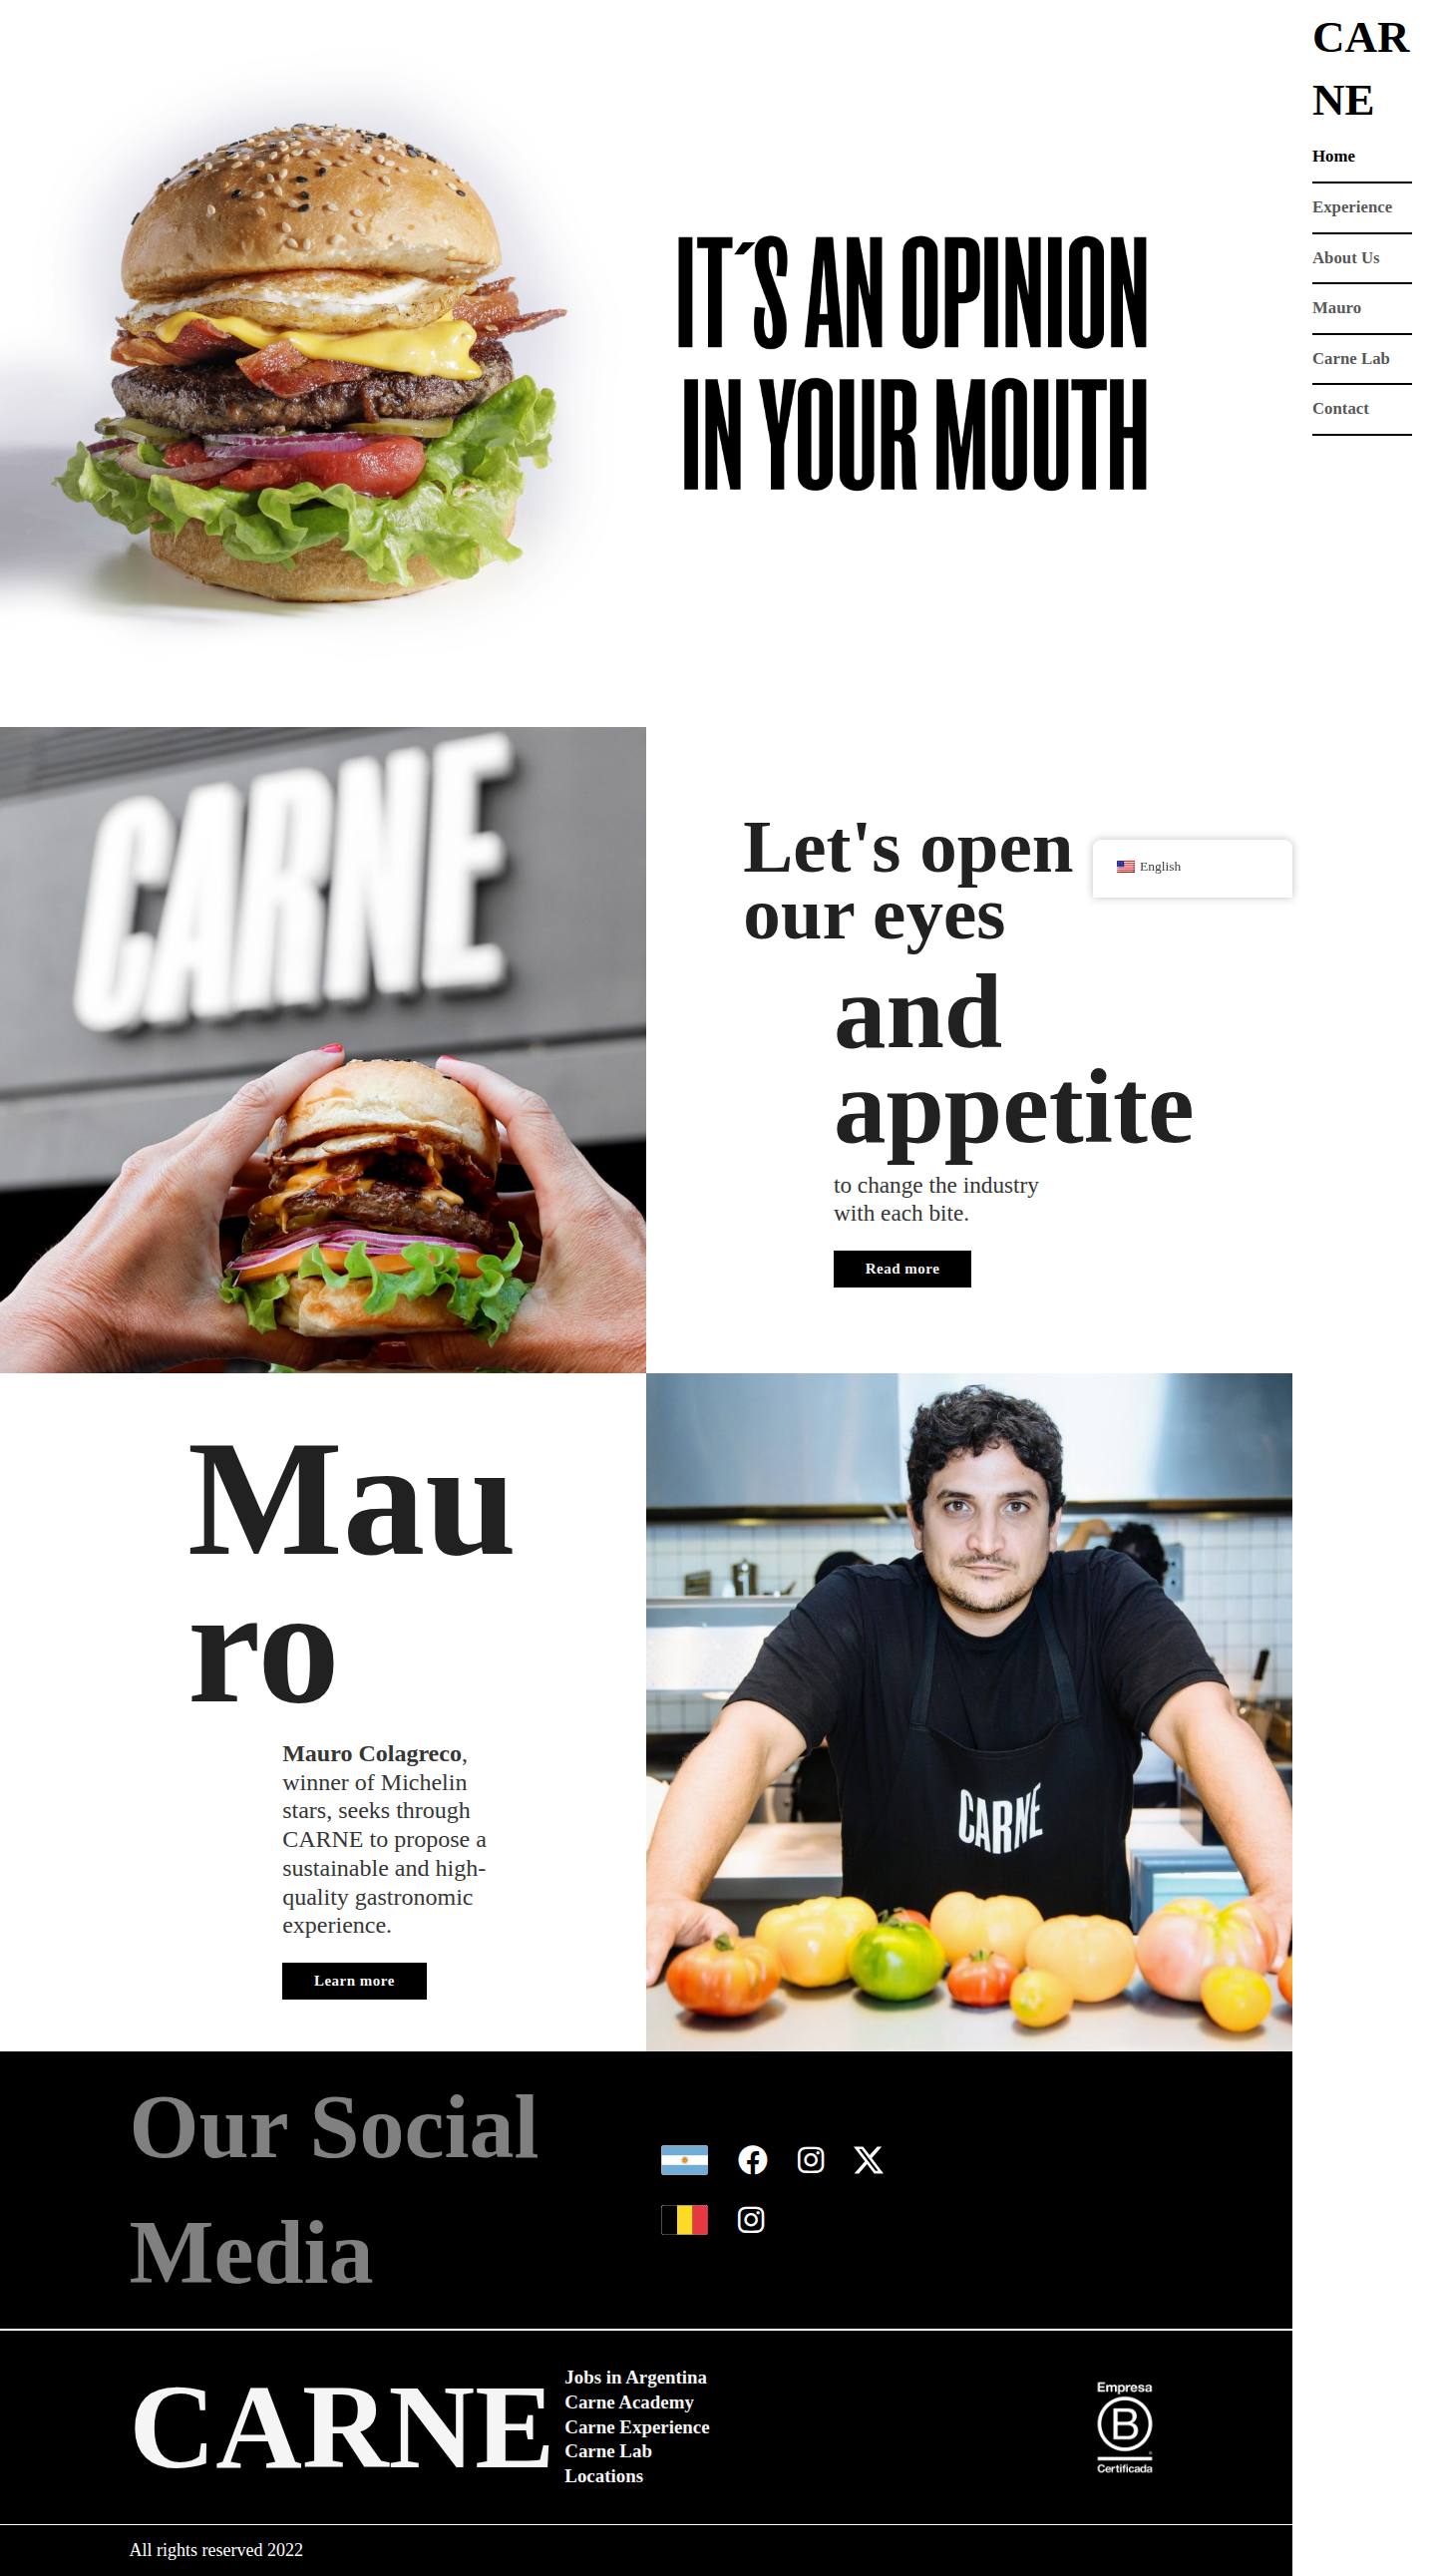 CAR
NE
Home
Experience
About Us
Mauro
Carne Lab
Contact
IT´S AN OPINION
IN YOUR MOUTH
CARNE
Let's open
our eyes
English
and
appetite
to change the industry
with each bite.
Read more
Mau
ro
Mauro Colagreco,
winner of Michelin
stars, seeks through
CARNE to propose a
sustainable and high-
quality gastronomic
experience.
Learn more
CARNE
Our Social
Media
CARNE
Jobs in Argentina
Carne Academy
Carne Experience
Carne Lab
Locations
Empresa
B
Certificada
All rights reserved 2022